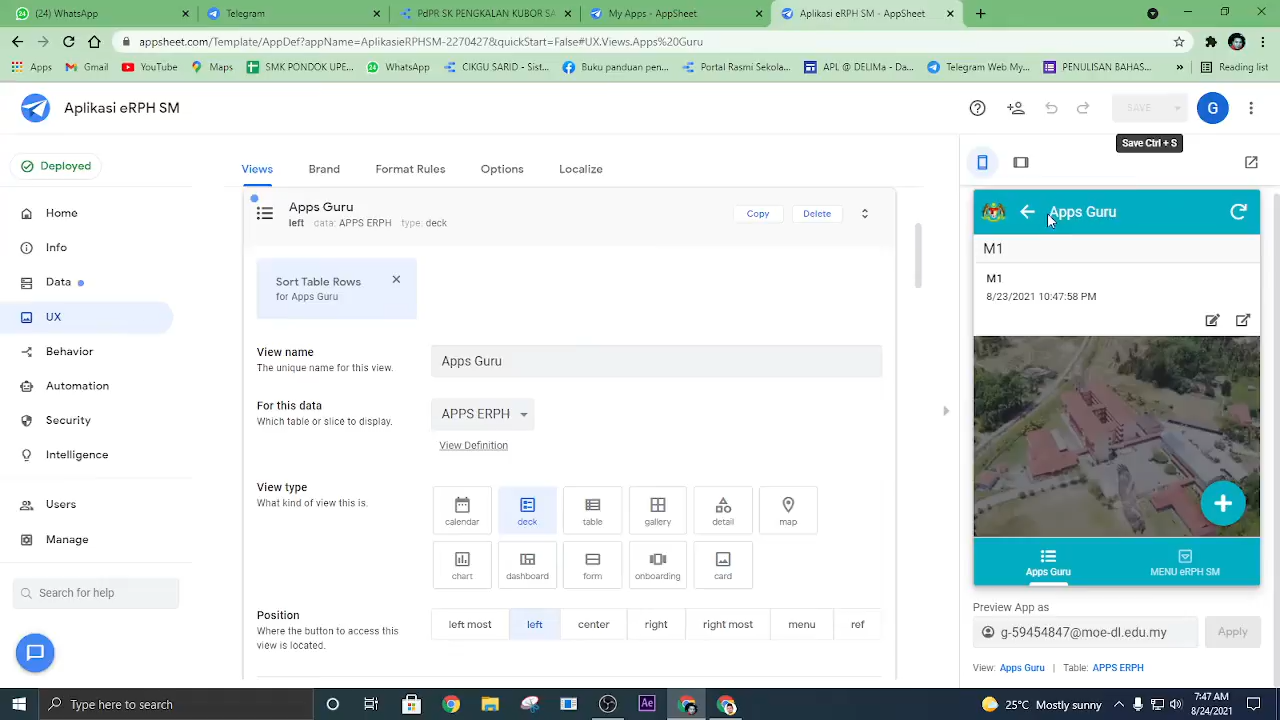 (24) WhatsApp
Telegram
PdPR SK PENGKALAN KUBOR SA
My Apps - AppSheet
Aplikasi eRPH SM - AppSheet
appsheet.com/Template/AppDef?appName=AplikasieRPHSM-2270427&quickStart=False#UX.Views.Apps%20Guru
Apps
Gmail
YouTube
Maps
SMK PONDOK UPE...
WhatsApp
CIKGU SARID - Sist...
Buku panduan pen...
Portal Rasmi Sekola...
APL @ DELIMa - Da...
Telegram Web My...
PENULISAN BAHAS...
»
Reading list
Aplikasi eRPH SM
SAVE
G
Save Ctrl + S
Deployed
Home
Info
Data
UX
Behavior
Automation
Security
Intelligence
Users
Manage
Search for help
Views
Brand
Format Rules
Options
Localize
Apps Guru
left data: APPS ERPH type: deck
Copy
Delete
Sort Table Rows
for Apps Guru
View name
The unique name for this view.
Apps Guru
For this data
Which table or slice to display.
APPS ERPH
View Definition
View type
What kind of view this is.
calendar
deck
table
gallery
detail
map
chart
dashboard
form
onboarding
card
Position
Where the button to access this
view is located.
left most
left
center
right
right most
menu
ref
Apps Guru
M1
M1
8/23/2021 10:47:58 PM
Apps Guru
MENU eRPH SM
Preview App as
g-59454847@moe-dl.edu.my
Apply
View: Apps Guru | Table: APPS ERPH
Type here to search
Ae
25°C Mostly sunny
7:47 AM
8/24/2021